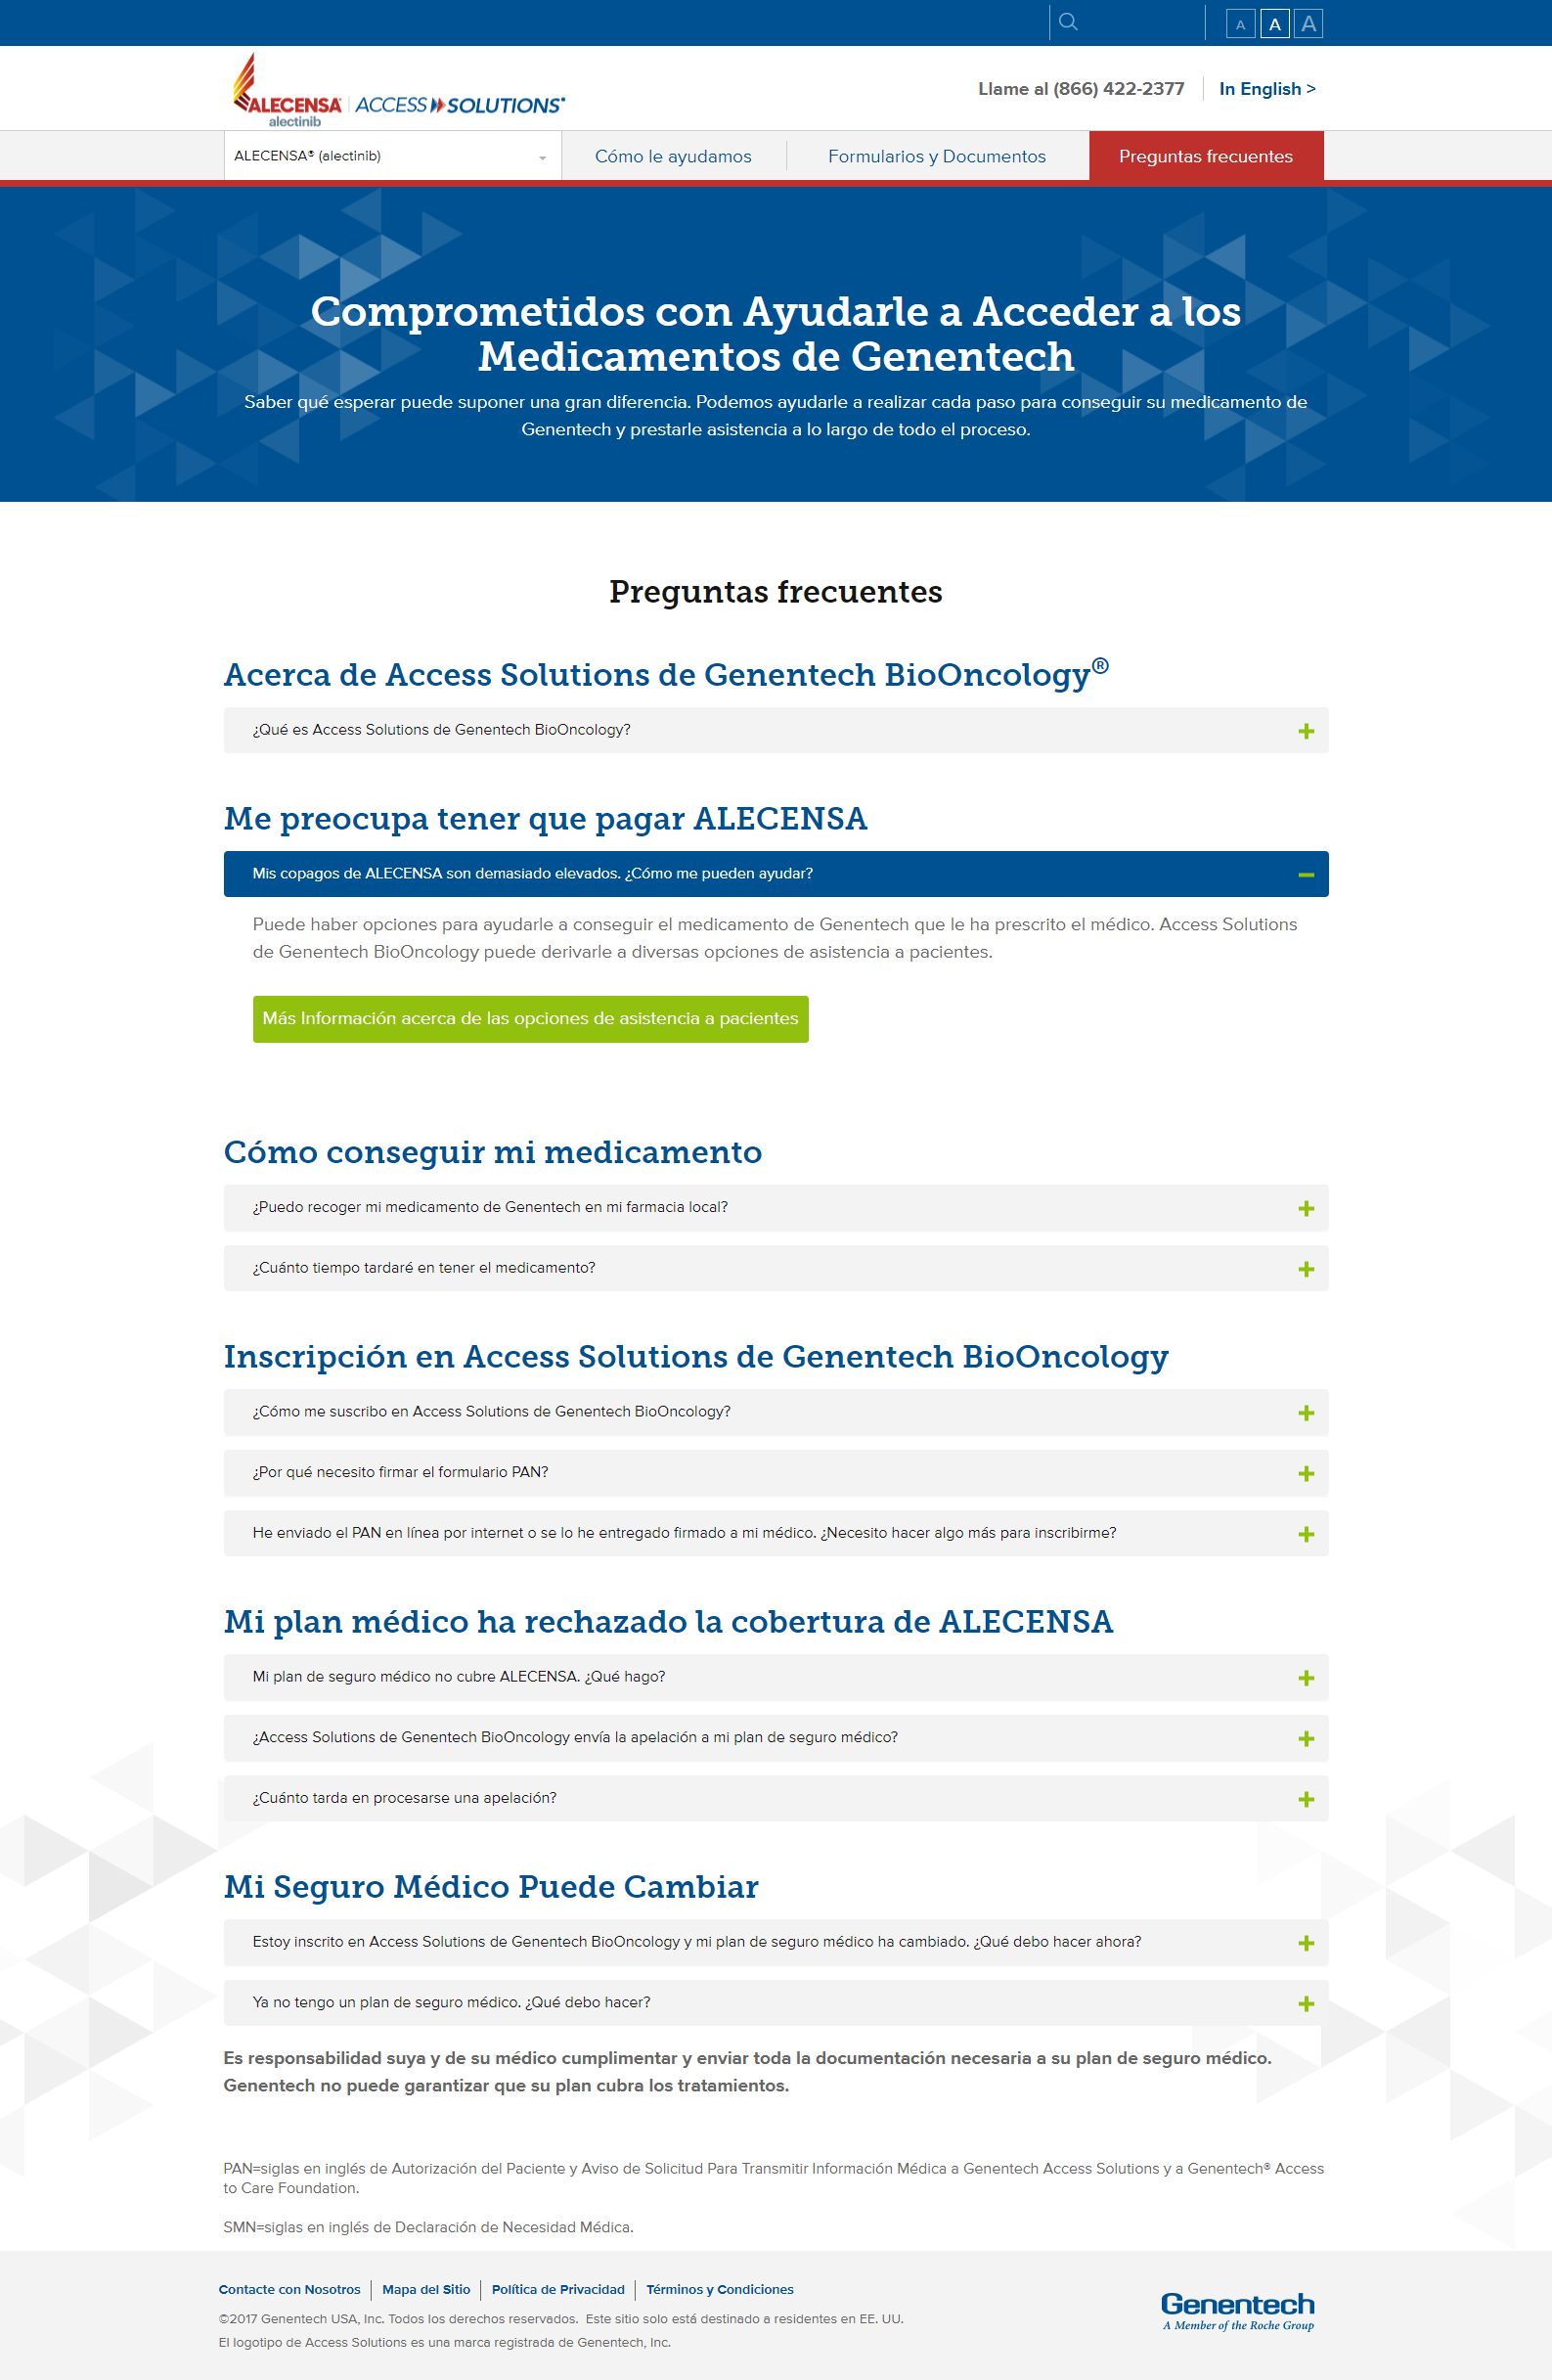 A A A
ALECENSA® ACCESS SOLUTIONS®
alectinib
Llame al (866) 422-2377
In English >
ALECENSA® (alectinib)
Cómo le ayudamos
Formularios y Documentos
Preguntas frecuentes
Comprometidos con Ayudarle a Acceder a los
Medicamentos de Genentech
Saber qué esperar puede suponer una gran diferencia. Podemos ayudarle a realizar cada paso para conseguir su medicamento de
Genentech y prestarle asistencia a lo largo de todo el proceso.
Preguntas frecuentes
Acerca de Access Solutions de Genentech BioOncology®
¿Qué es Access Solutions de Genentech BioOncology?
Me preocupa tener que pagar ALECENSA
Mis copagos de ALECENSA son demasiado elevados. ¿Cómo me pueden ayudar?
Puede haber opciones para ayudarle a conseguir el medicamento de Genentech que le ha prescrito el médico. Access Solutions
de Genentech BioOncology puede derivarle a diversas opciones de asistencia a pacientes.
Más Información acerca de las opciones de asistencia a pacientes
Cómo conseguir mi medicamento
¿Puedo recoger mi medicamento de Genentech en mi farmacia local?
¿Cuánto tiempo tardaré en tener el medicamento?
Inscripción en Access Solutions de Genentech BioOncology
¿Cómo me suscribo en Access Solutions de Genentech BioOncology?
¿Por qué necesito firmar el formulario PAN?
He enviado el PAN en línea por internet o se lo he entregado firmado a mi médico. ¿Necesito hacer algo más para inscribirme?
Mi plan médico ha rechazado la cobertura de ALECENSA
Mi plan de seguro médico no cubre ALECENSA. ¿Qué hago?
¿Access Solutions de Genentech BioOncology envía la apelación a mi plan de seguro médico?
¿Cuánto tarda en procesarse una apelación?
Mi Seguro Médico Puede Cambiar
Estoy inscrito en Access Solutions de Genentech BioOncology y mi plan de seguro médico ha cambiado. ¿Qué debo hacer ahora?
Ya no tengo un plan de seguro médico. ¿Qué debo hacer?
Es responsabilidad suya y de su médico cumplimentar y enviar toda la documentación necesaria a su plan de seguro médico.
Genentech no puede garantizar que su plan cubra los tratamientos.
PAN=siglas en inglés de Autorización del Paciente y Aviso de Solicitud Para Transmitir Información Médica a Genentech Access Solutions y a Genentech® Access
to Care Foundation.
SMN=siglas en inglés de Declaración de Necesidad Médica.
Contacte con Nosotros
Mapa del Sitio
Política de Privacidad
Términos y Condiciones
©2017 Genentech USA, Inc. Todos los derechos reservados. Este sitio solo está destinado a residentes en EE. UU.
El logotipo de Access Solutions es una marca registrada de Genentech, Inc.
Genentech
A Member of the Roche Group